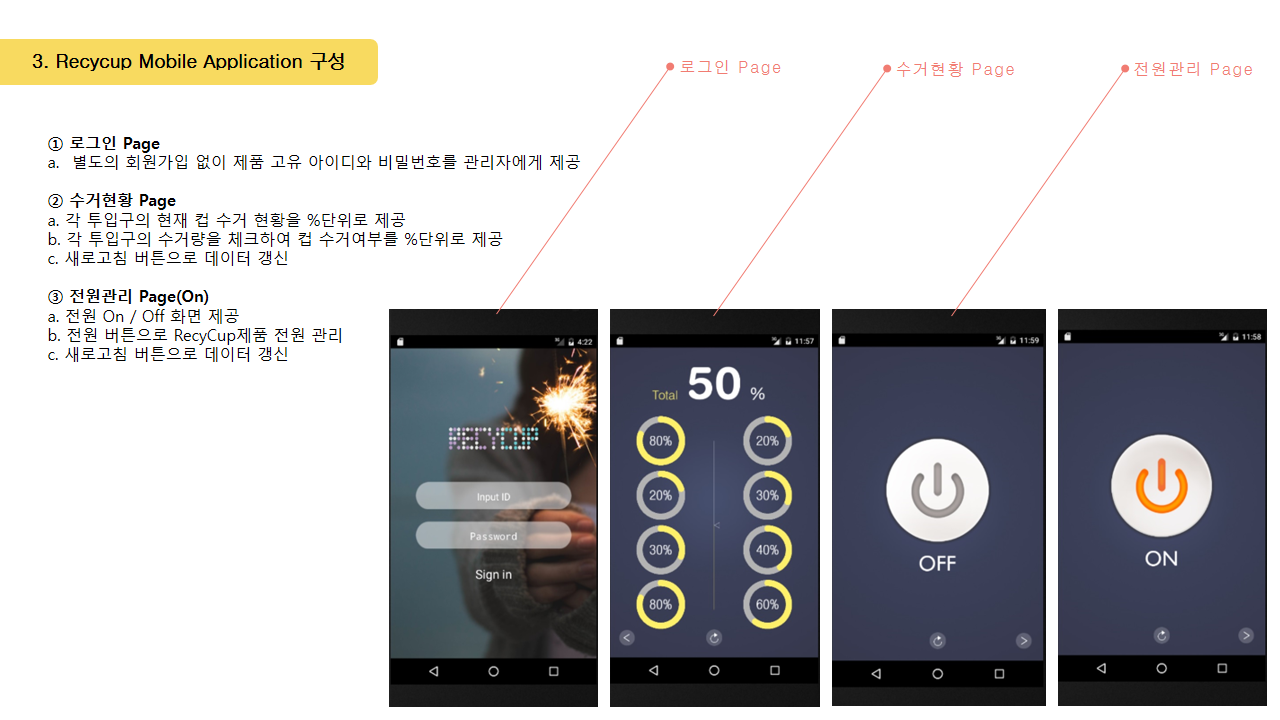 3. Recycup Mobile Application 구성
로그인 Page
수거현황 Page
전원관리 Page
① 로그인 Page
a. 별도의 회원가입 없이 제품 고유 아이디와 비밀번호를 관리자에게 제공
② 수거현황 Page
a. 각 투입구의 현재 컵 수거 현황을 %단위로 제공
b. 각 투입구의 수거량을 체크하여 컵 수거여부를 %단위로 제공
c. 새로고침 버튼으로 데이터 갱신
③ 전원관리 Page(On)
a. 전원 On / Off 화면 제공
b. 전원 버튼으로 RecyCup제품 전원 관리
c. 새로고침 버튼으로 데이터 갱신
4:22
RECYCUP
Input ID
Password
Sign in
11:57
Total 50 %
80% 20%
20% 30%
30% 40%
80% 60%
11:59
OFF
11:58
ON